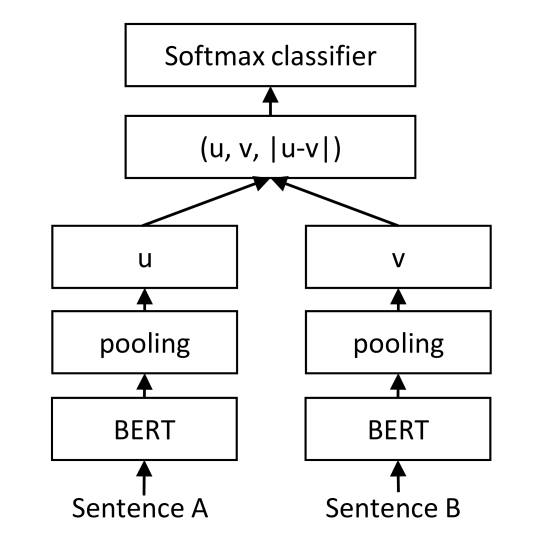 Softmax classifier
(u, v, |u-v|)
u
v
pooling
pooling
BERT
BERT
Sentence A
Sentence B